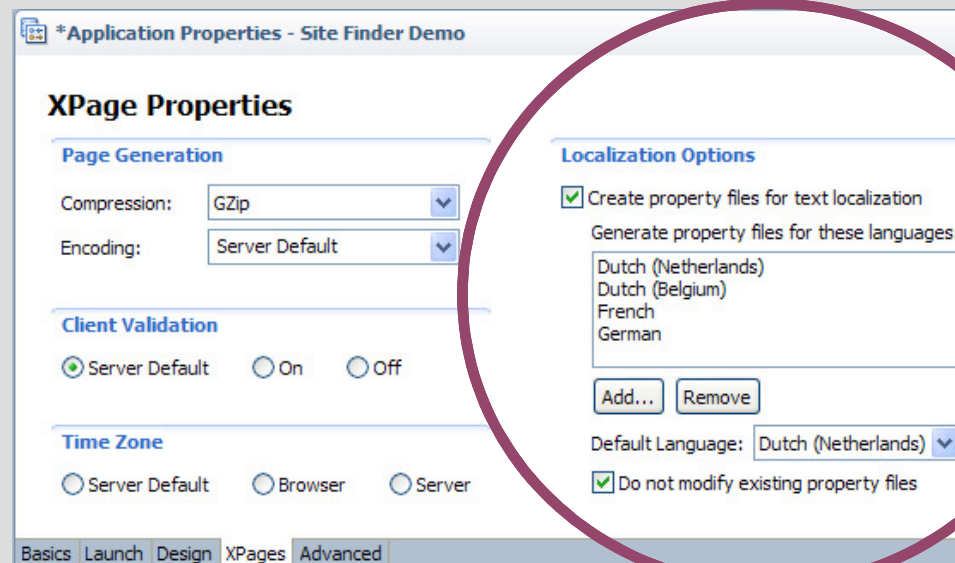 *Application Properties - Site Finder Demo
XPage Properties
Page Generation
Compression: GZip
Encoding: Server Default
Client Validation
Server Default On Off
Time Zone
Server Default Browser Server
Localization Options
Create property files for text localization
Generate property files for these languages:
Dutch (Netherlands)
Dutch (Belgium)
French
German
Add... Remove
Default Language: Dutch (Netherlands)
Do not modify existing property files
Basics Launch Design XPages Advanced